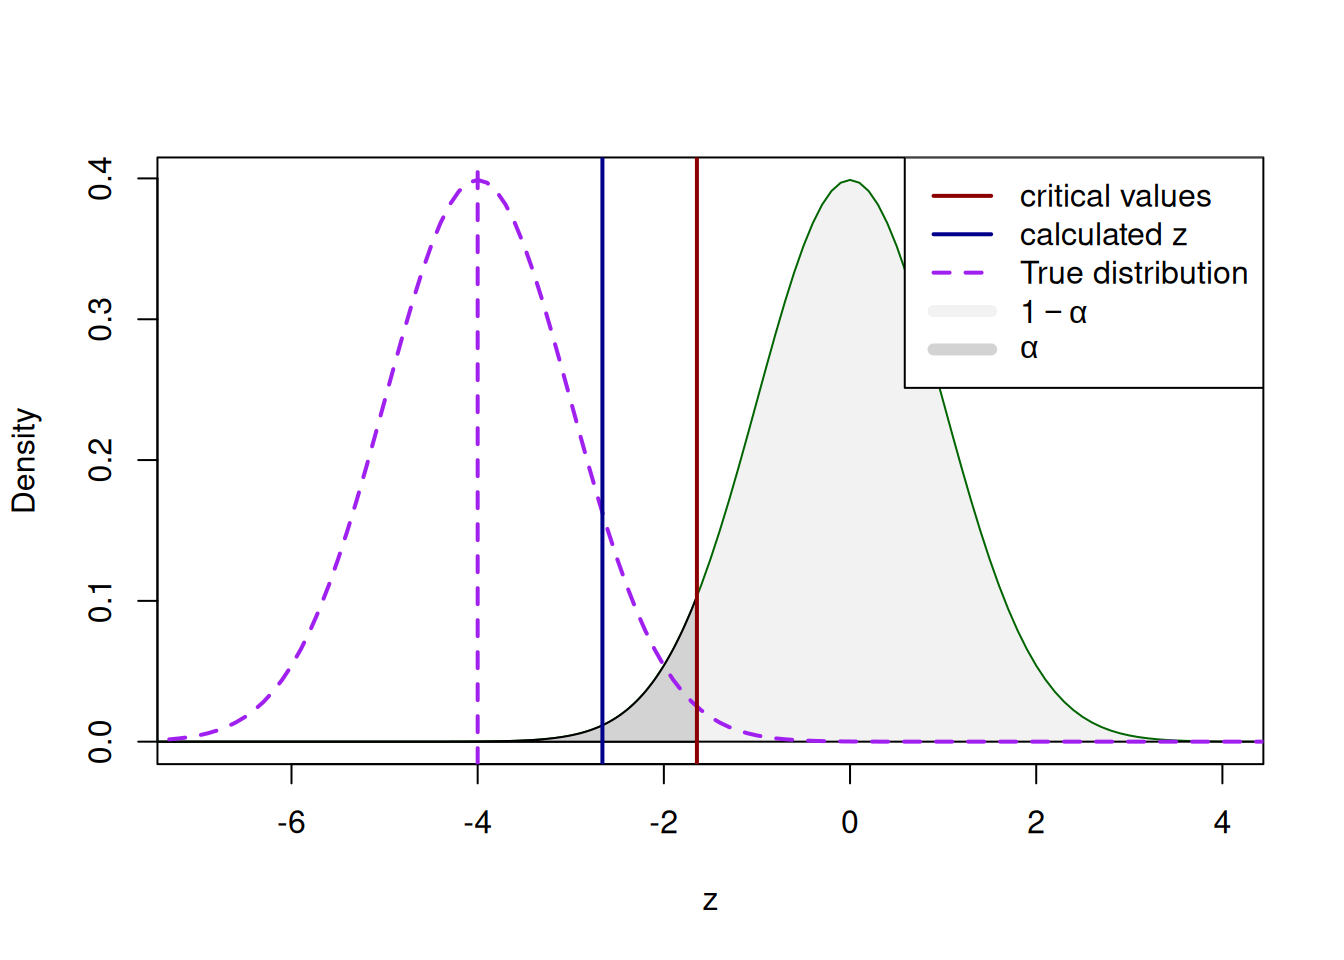 critical values
calculated z
True distribution
1 − α
α
Density
0.0
0.1
0.2
0.3
0.4
-6
-4
-2
0
2
4
z